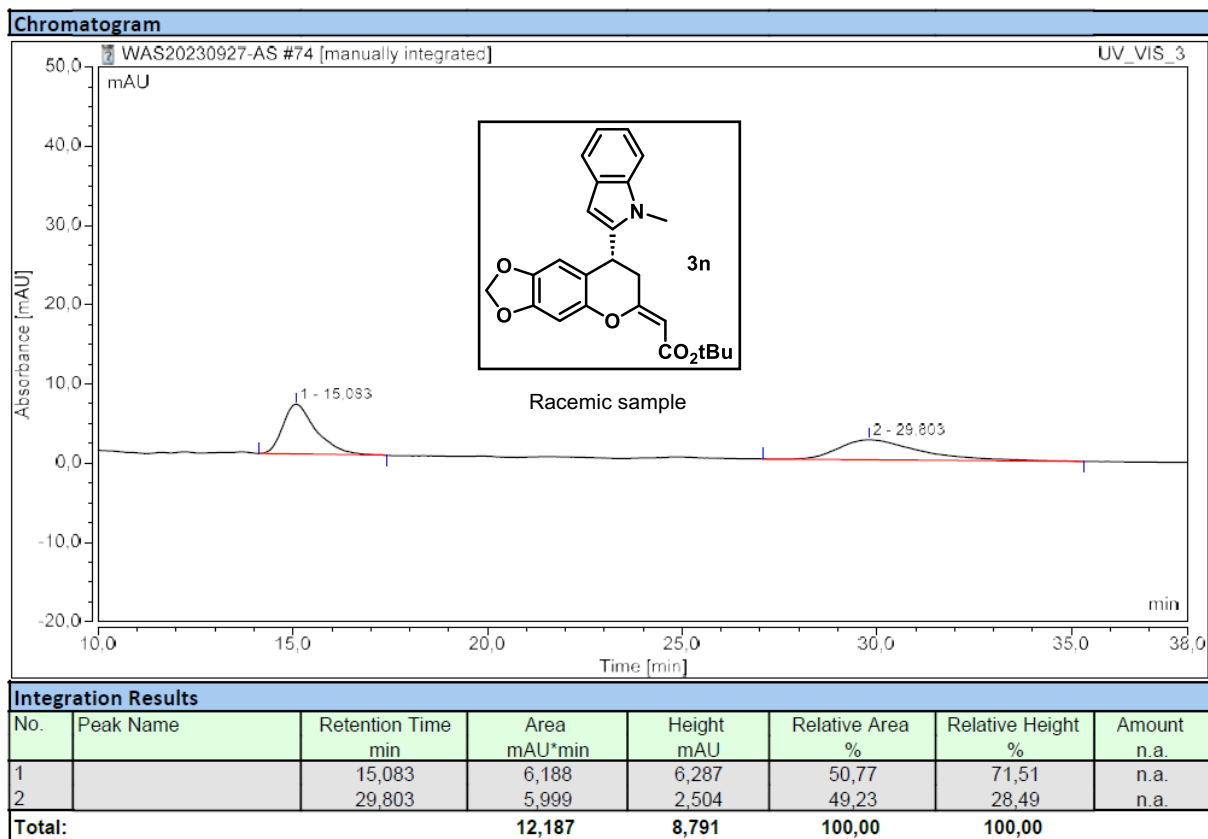 Chromatogram
WAS20230927-AS #74 [manually integrated]
UV_VIS_3
mAU
50,0
40,0
30,0
20,0
10,0
0,0
-10,0
-20,0
Absorbance [mAU]
N
O
O
O
CO2tBu
3n
Racemic sample
1 - 15,083
2 - 29,803
min
10,0 15,0 20,0 25,0 30,0 35,0 38,0
Time [min]
Integration Results
No. Peak Name Retention Time Area Height Relative Area Relative Height Amount
min mAU*min mAU % % n.a.
1 15,083 6,188 6,287 50,77 71,51 n.a.
2 29,803 5,999 2,504 49,23 28,49 n.a.
Total: 12,187 8,791 100,00 100,00